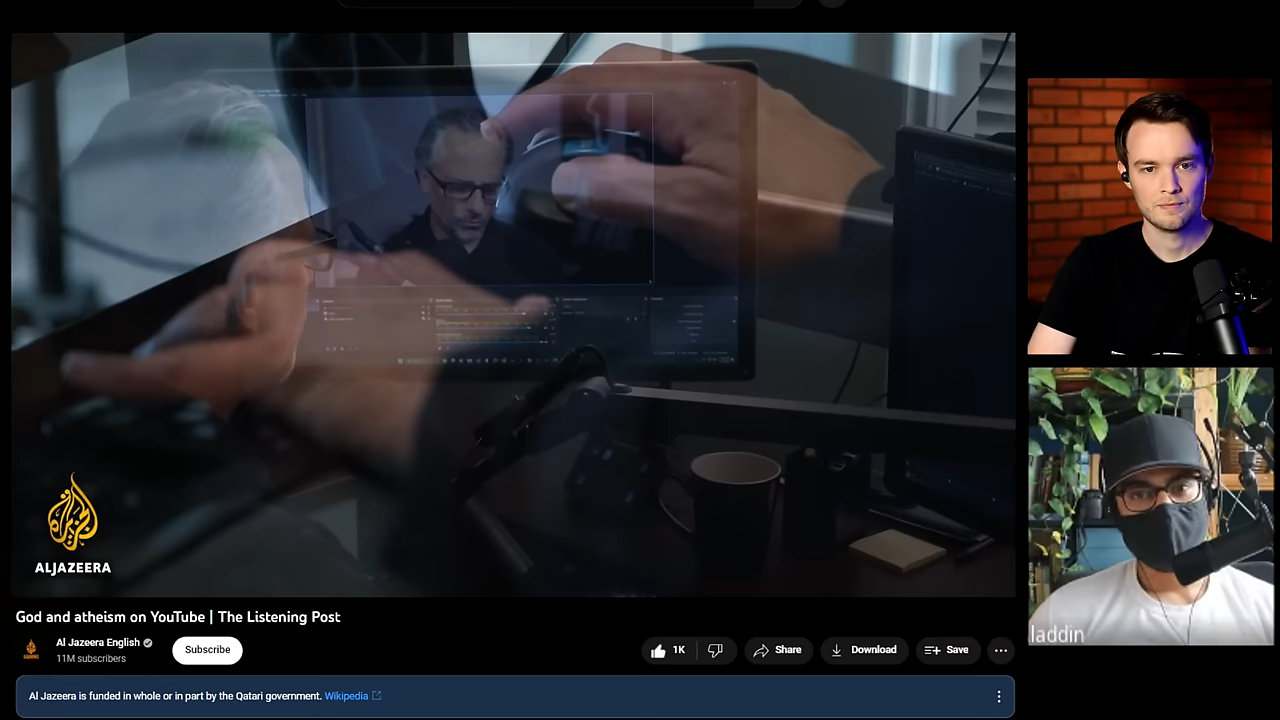 الجزيرة
ALJAZEERA
God and atheism on YouTube | The Listening Post
Al Jazeera English
11M subscribers
Subscribe
1K
Share
Download
Save
Al Jazeera is funded in whole or in part by the Qatari government. Wikipedia
laddin